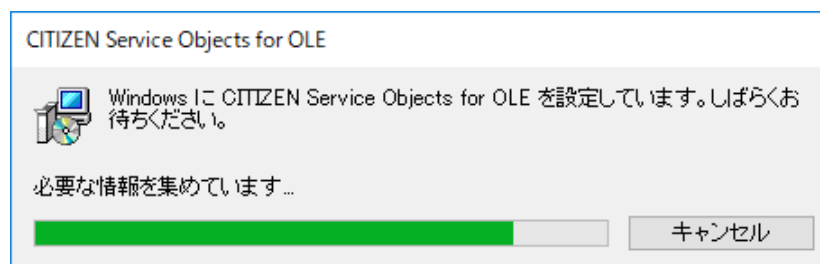 CITIZEN Service Objects for OLE
Windows に CITIZEN Service Objects for OLE を設定しています。しばらくお
待ちください。
必要な情報を集めています...
キャンセル